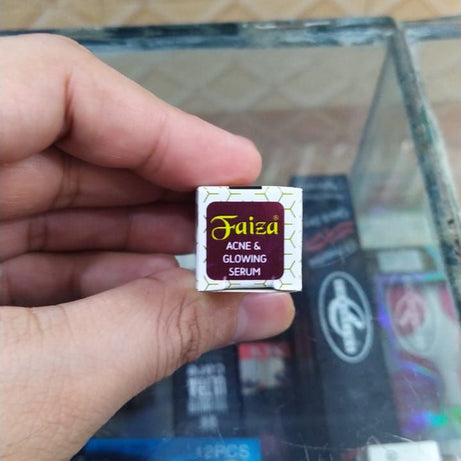 Faiza®
ACNE &
GLOWING
SERUM
12PCS